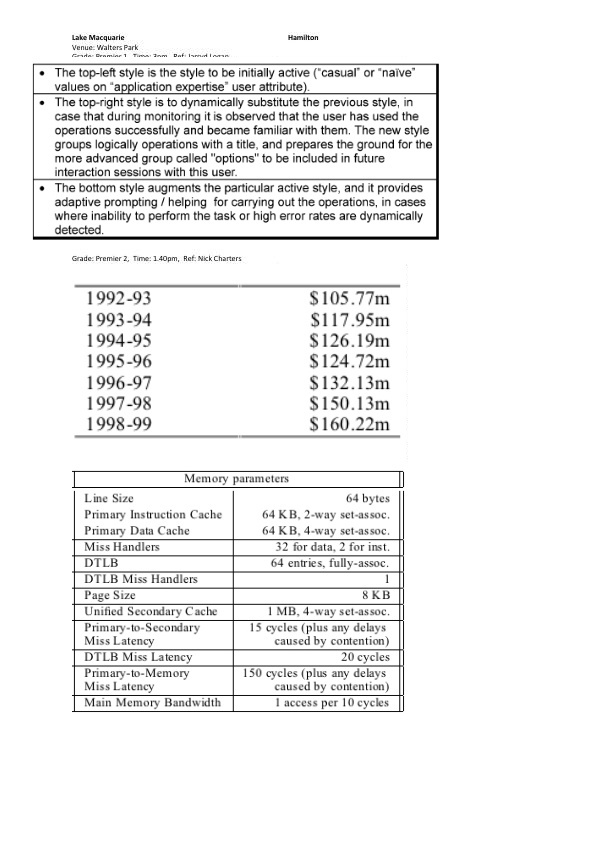 Lake Macquarie Hamilton
Venue: Walters Park
Grade: Premier 1, Time: 3pm, Ref: Jarryd Logan
• The top-left style is the style to be initially active (“casual” or “naïve”
values on “application expertise” user attribute).
• The top-right style is to dynamically substitute the previous style, in
case that during monitoring it is observed that the user has used the
operations successfully and became familiar with them. The new style
groups logically operations with a title, and prepares the ground for the
more advanced group called "options" to be included in future
interaction sessions with this user.
• The bottom style augments the particular active style, and it provides
adaptive prompting / helping for carrying out the operations, in cases
where inability to perform the task or high error rates are dynamically
detected.
Grade: Premier 2, Time: 1.40pm, Ref: Nick Charters
1992-93 $105.77m
1993-94 $117.95m
1994-95 $126.19m
1995-96 $124.72m
1996-97 $132.13m
1997-98 $150.13m
1998-99 $160.22m
Memory parameters
Line Size 64 bytes
Primary Instruction Cache 64 KB, 2-way set-assoc.
Primary Data Cache 64 KB, 4-way set-assoc.
Miss Handlers 32 for data, 2 for inst.
DTLB 64 entries, fully-assoc.
DTLB Miss Handlers 1
Page Size 8 KB
Unified Secondary Cache 1 MB, 4-way set-assoc.
Primary-to-Secondary 15 cycles (plus any delays
Miss Latency caused by contention)
DTLB Miss Latency 20 cycles
Primary-to-Memory 150 cycles (plus any delays
Miss Latency caused by contention)
Main Memory Bandwidth 1 access per 10 cycles